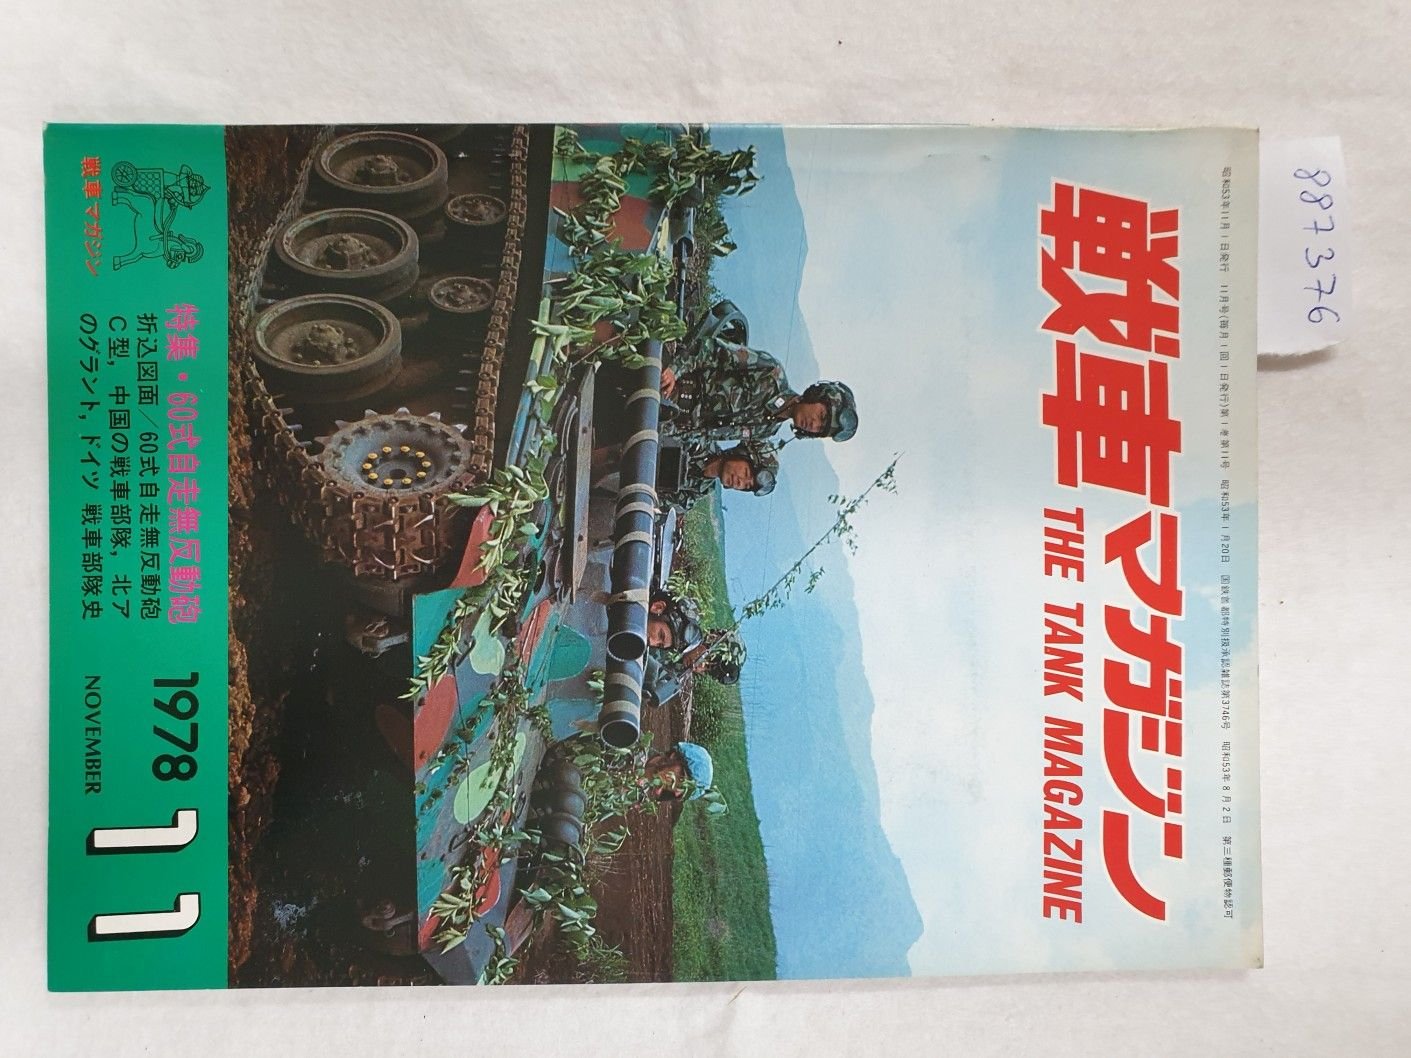 昭和53年11月1日発行 11月号(毎月1回1日発行)第1巻第11号 昭和53年1月20日 国鉄首都特別扱承認雑誌第3746号 昭和53年8月2日 第三種郵便物認可
戦車マガジン
THE TANK MAGAZINE
戦車マガジン
特集・60式自走無反動砲
折込図面/60式自走無反動砲
C型, 中国の戦車部隊, 北ア
のグラント, ドイツ戦車部隊史
1978
NOVEMBER
11
887376